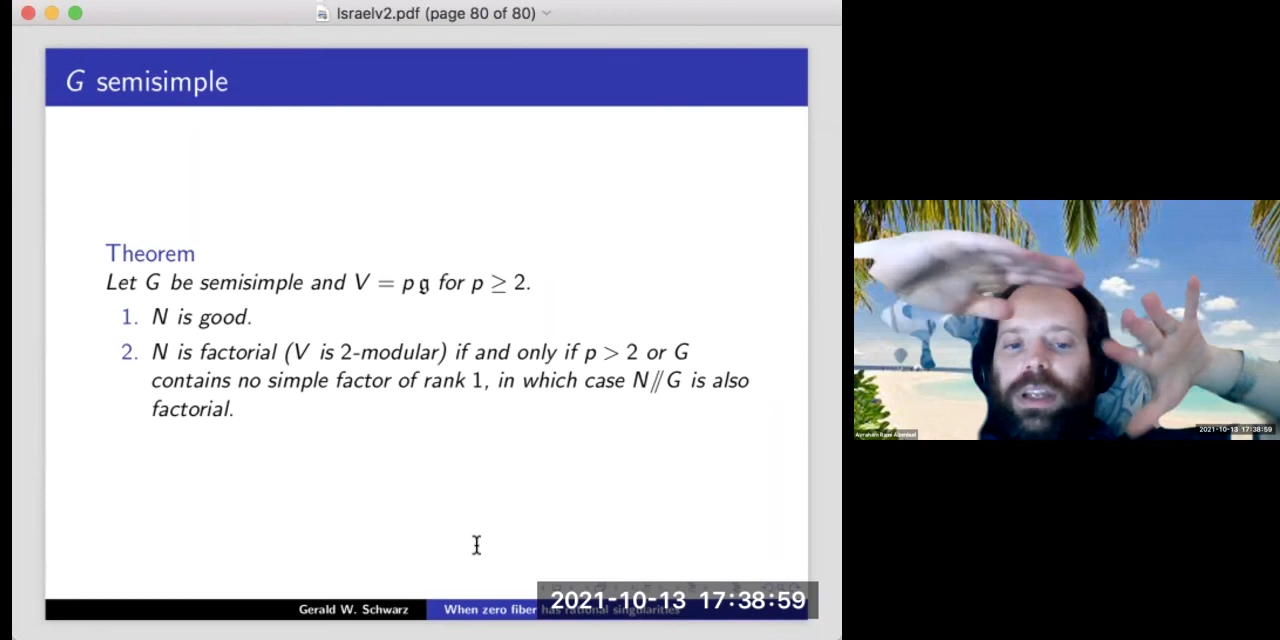 Israelv2.pdf (page 80 of 80)
G semisimple
Theorem
Let G be semisimple and V = p 𝔤 for p ≥ 2.
1. N is good.
2. N is factorial (V is 2-modular) if and only if p > 2 or G
contains no simple factor of rank 1, in which case N//G is also
factorial.
Gerald W. Schwarz
When zero fiber has rational singularities
2021-10-13 17:38:59
2021-10-13 17:38:59